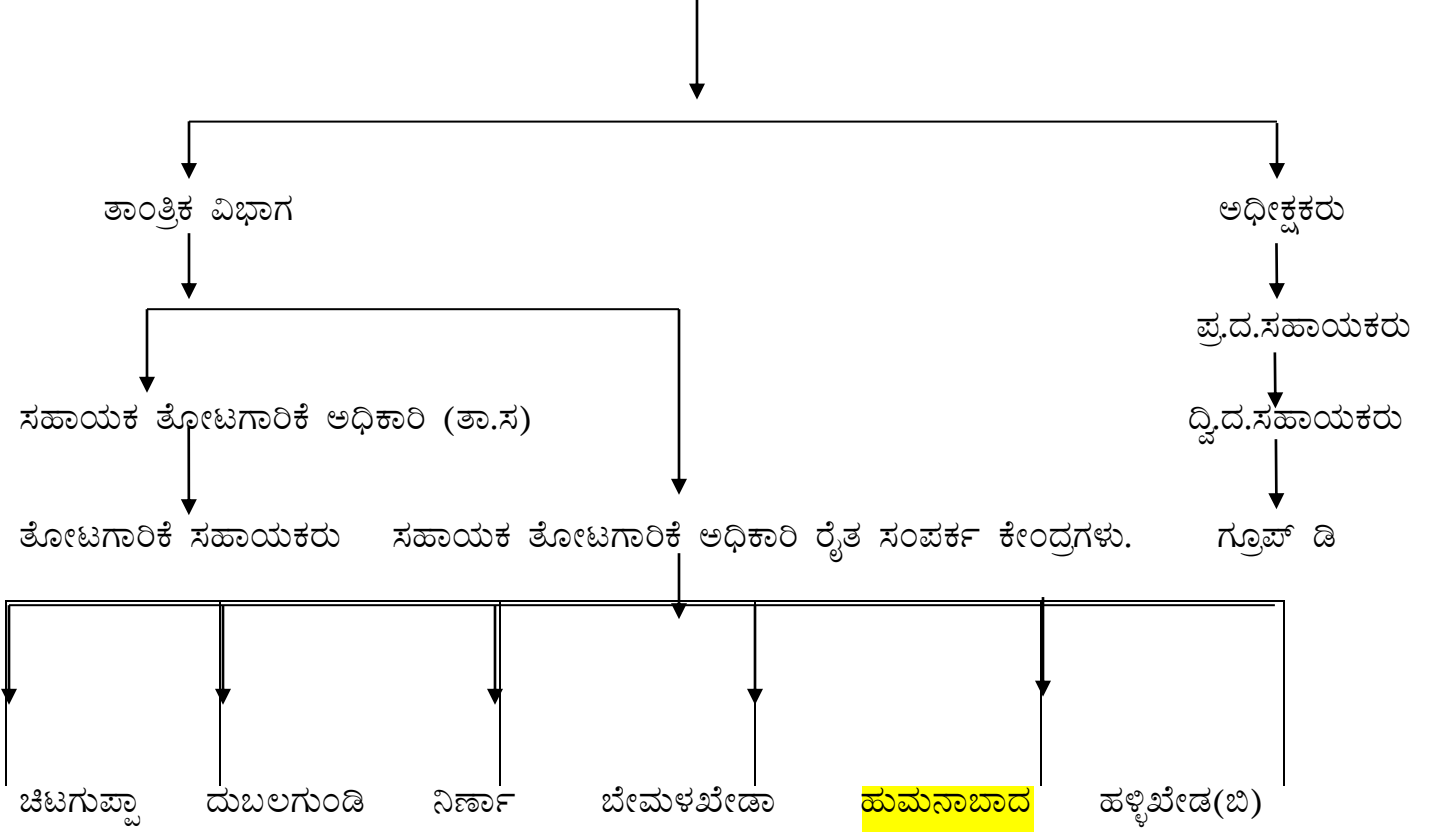 ತಾಂತ್ರಿಕ ವಿಭಾಗ ಅಧೀಕ್ಷಕರು
ಪ್ರ.ದ.ಸಹಾಯಕರು
ಸಹಾಯಕ ತೋಟಗಾರಿಕೆ ಅಧಿಕಾರಿ (ತಾ.ಸ) ದ್ವಿ.ದ.ಸಹಾಯಕರು
ತೋಟಗಾರಿಕೆ ಸಹಾಯಕರು ಸಹಾಯಕ ತೋಟಗಾರಿಕೆ ಅಧಿಕಾರಿ ರೈತ ಸಂಪರ್ಕ ಕೇಂದ್ರಗಳು. ಗ್ರೂಪ್ ಡಿ
ಚಿಟಗುಪ್ಪಾ ದುಬಲಗುಂಡಿ ನಿರ್ಣಾ ಬೇಮಳಖೇಡಾ ಹುಮನಾಬಾದ ಹಳ್ಳಿಖೇಡ(ಬಿ)